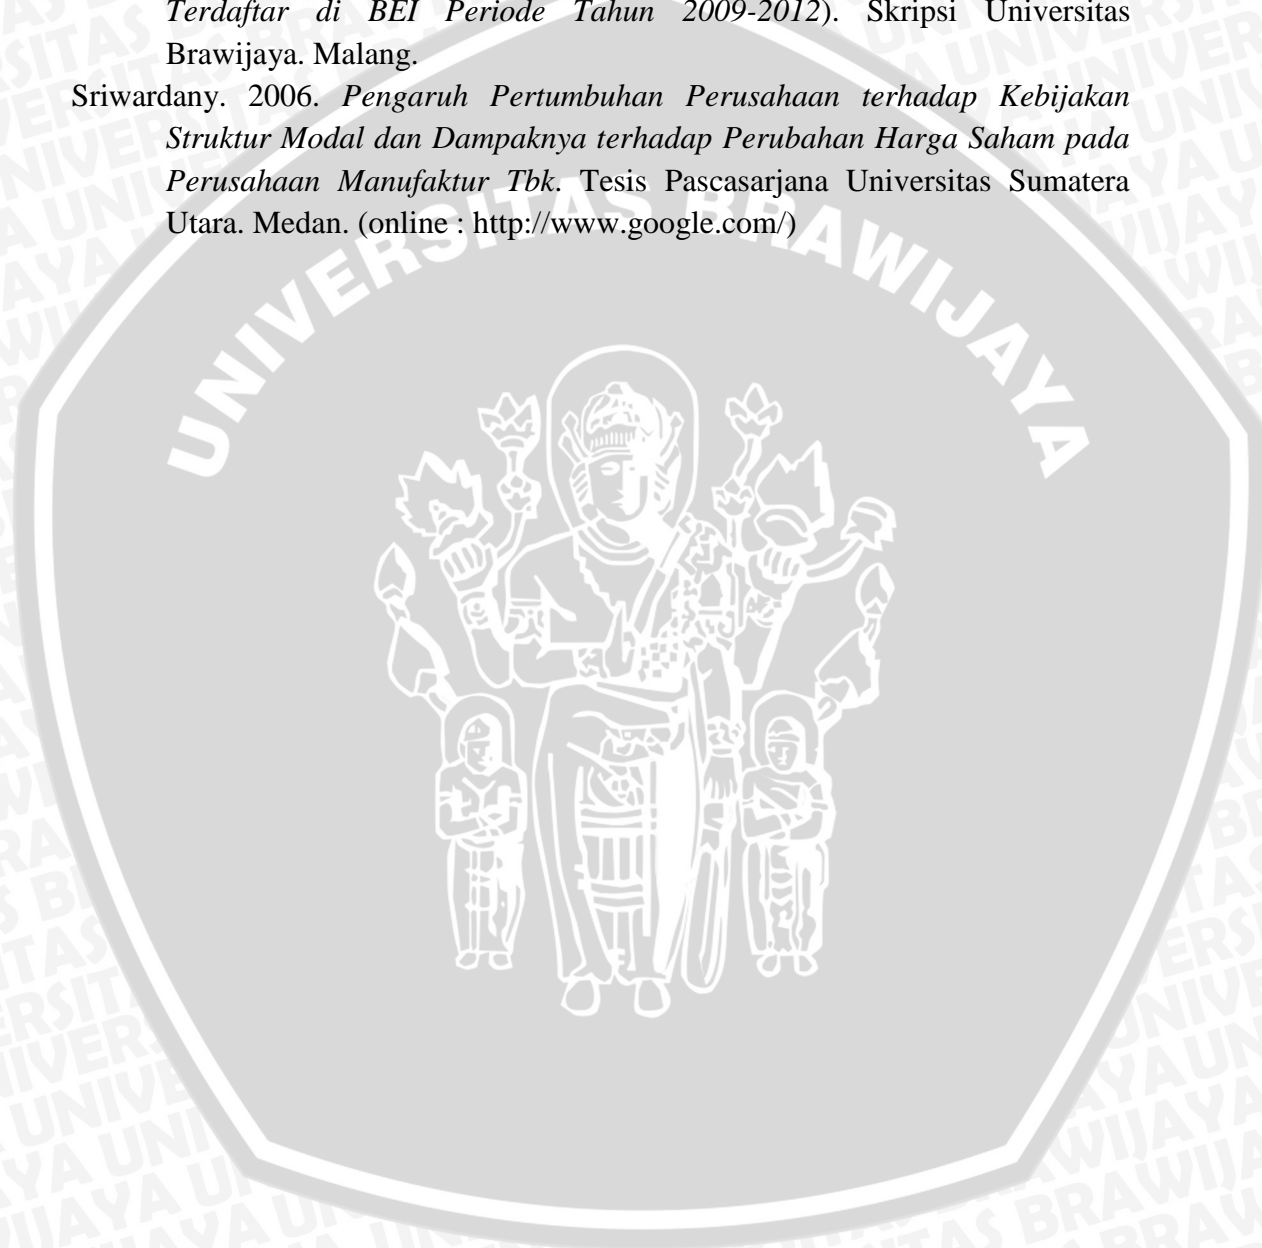 Terdaftar di BEI Periode Tahun 2009-2012). Skripsi Universitas
Brawijaya. Malang.
Sriwardany. 2006. Pengaruh Pertumbuhan Perusahaan terhadap Kebijakan
Struktur Modal dan Dampaknya terhadap Perubahan Harga Saham pada
Perusahaan Manufaktur Tbk. Tesis Pascasarjana Universitas Sumatera
Utara. Medan. (online : http://www.google.com/)
UNIVERSITAS BRAWIJAYA